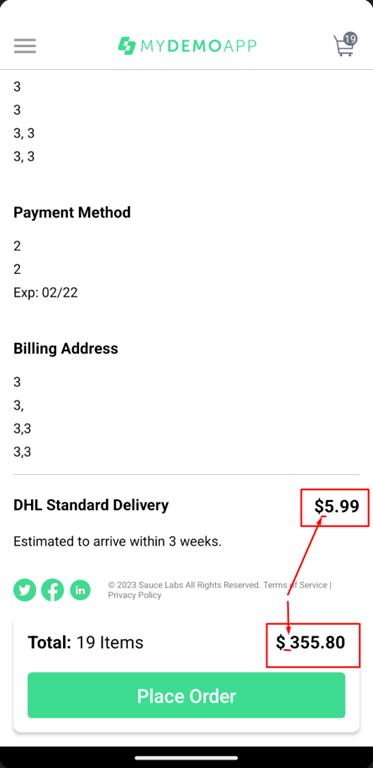 MYDEMOAPP
19
3
3
3, 3
3, 3
Payment Method
2
2
Exp: 02/22
Billing Address
3
3,
3,3
3,3
DHL Standard Delivery
$5.99
Estimated to arrive within 3 weeks.
in
© 2023 Sauce Labs All Rights Reserved. Terms of Service |
Privacy Policy
Total: 19 Items
$ 355.80
Place Order